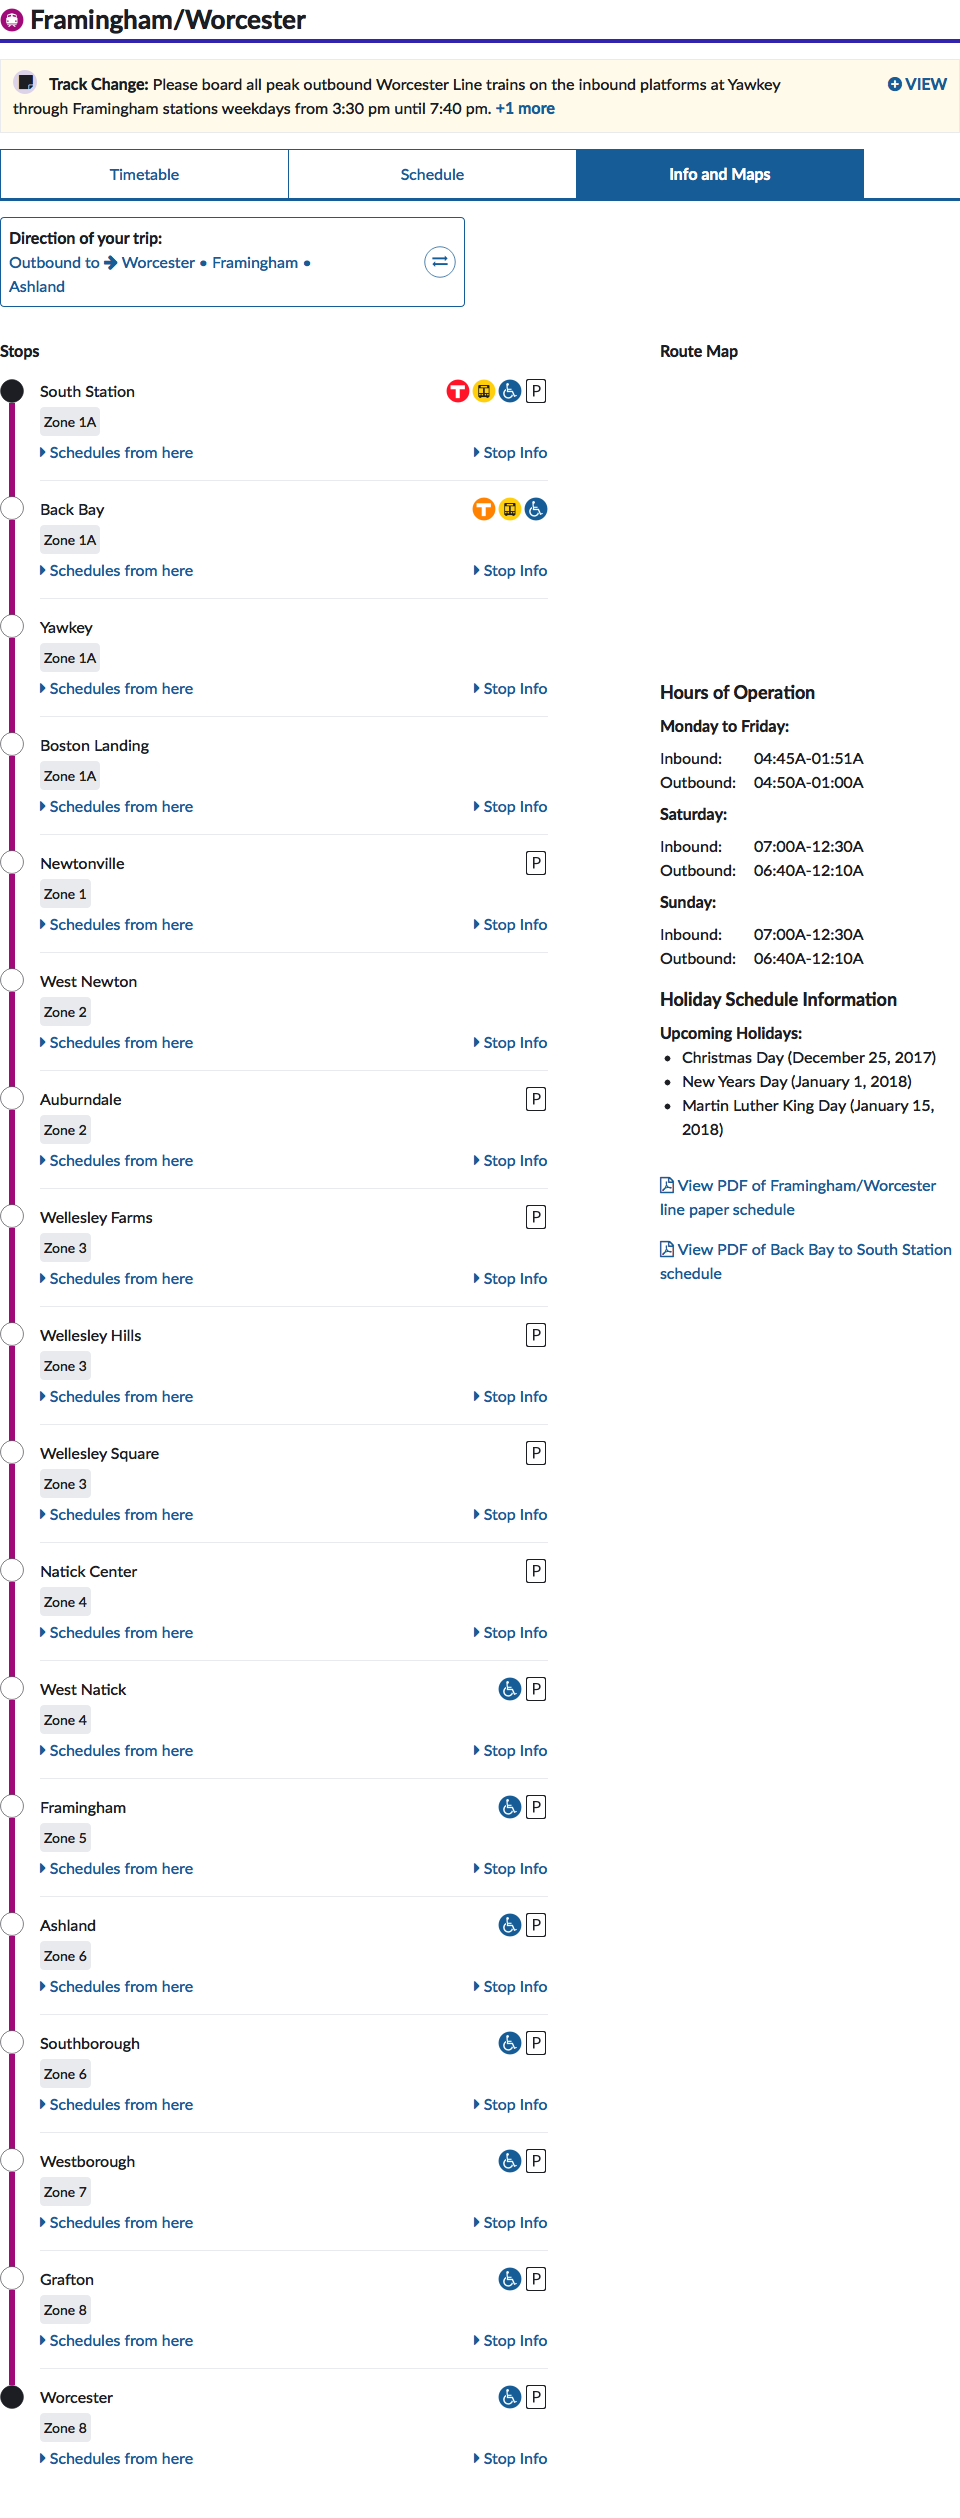 Framingham/Worcester
Track Change: Please board all peak outbound Worcester Line trains on the inbound platforms at Yawkey
through Framingham stations weekdays from 3:30 pm until 7:40 pm. +1 more
VIEW
Timetable
Schedule
Info and Maps
Direction of your trip:
Outbound to → Worcester • Framingham •
Ashland
Stops
South Station
T
P
Zone 1A
Schedules from here
Stop Info
Back Bay
T
Zone 1A
Schedules from here
Stop Info
Yawkey
Zone 1A
Schedules from here
Stop Info
Boston Landing
Zone 1A
Schedules from here
Stop Info
Newtonville
P
Zone 1
Schedules from here
Stop Info
West Newton
Zone 2
Schedules from here
Stop Info
Auburndale
P
Zone 2
Schedules from here
Stop Info
Wellesley Farms
P
Zone 3
Schedules from here
Stop Info
Wellesley Hills
P
Zone 3
Schedules from here
Stop Info
Wellesley Square
P
Zone 3
Schedules from here
Stop Info
Natick Center
P
Zone 4
Schedules from here
Stop Info
West Natick
P
Zone 4
Schedules from here
Stop Info
Framingham
P
Zone 5
Schedules from here
Stop Info
Ashland
P
Zone 6
Schedules from here
Stop Info
Southborough
P
Zone 6
Schedules from here
Stop Info
Westborough
P
Zone 7
Schedules from here
Stop Info
Grafton
P
Zone 8
Schedules from here
Stop Info
Worcester
P
Zone 8
Schedules from here
Stop Info
Route Map
Hours of Operation
Monday to Friday:
Inbound: 04:45A-01:51A
Outbound: 04:50A-01:00A
Saturday:
Inbound: 07:00A-12:30A
Outbound: 06:40A-12:10A
Sunday:
Inbound: 07:00A-12:30A
Outbound: 06:40A-12:10A
Holiday Schedule Information
Upcoming Holidays:
• Christmas Day (December 25, 2017)
• New Years Day (January 1, 2018)
• Martin Luther King Day (January 15,
2018)
View PDF of Framingham/Worcester
line paper schedule
View PDF of Back Bay to South Station
schedule